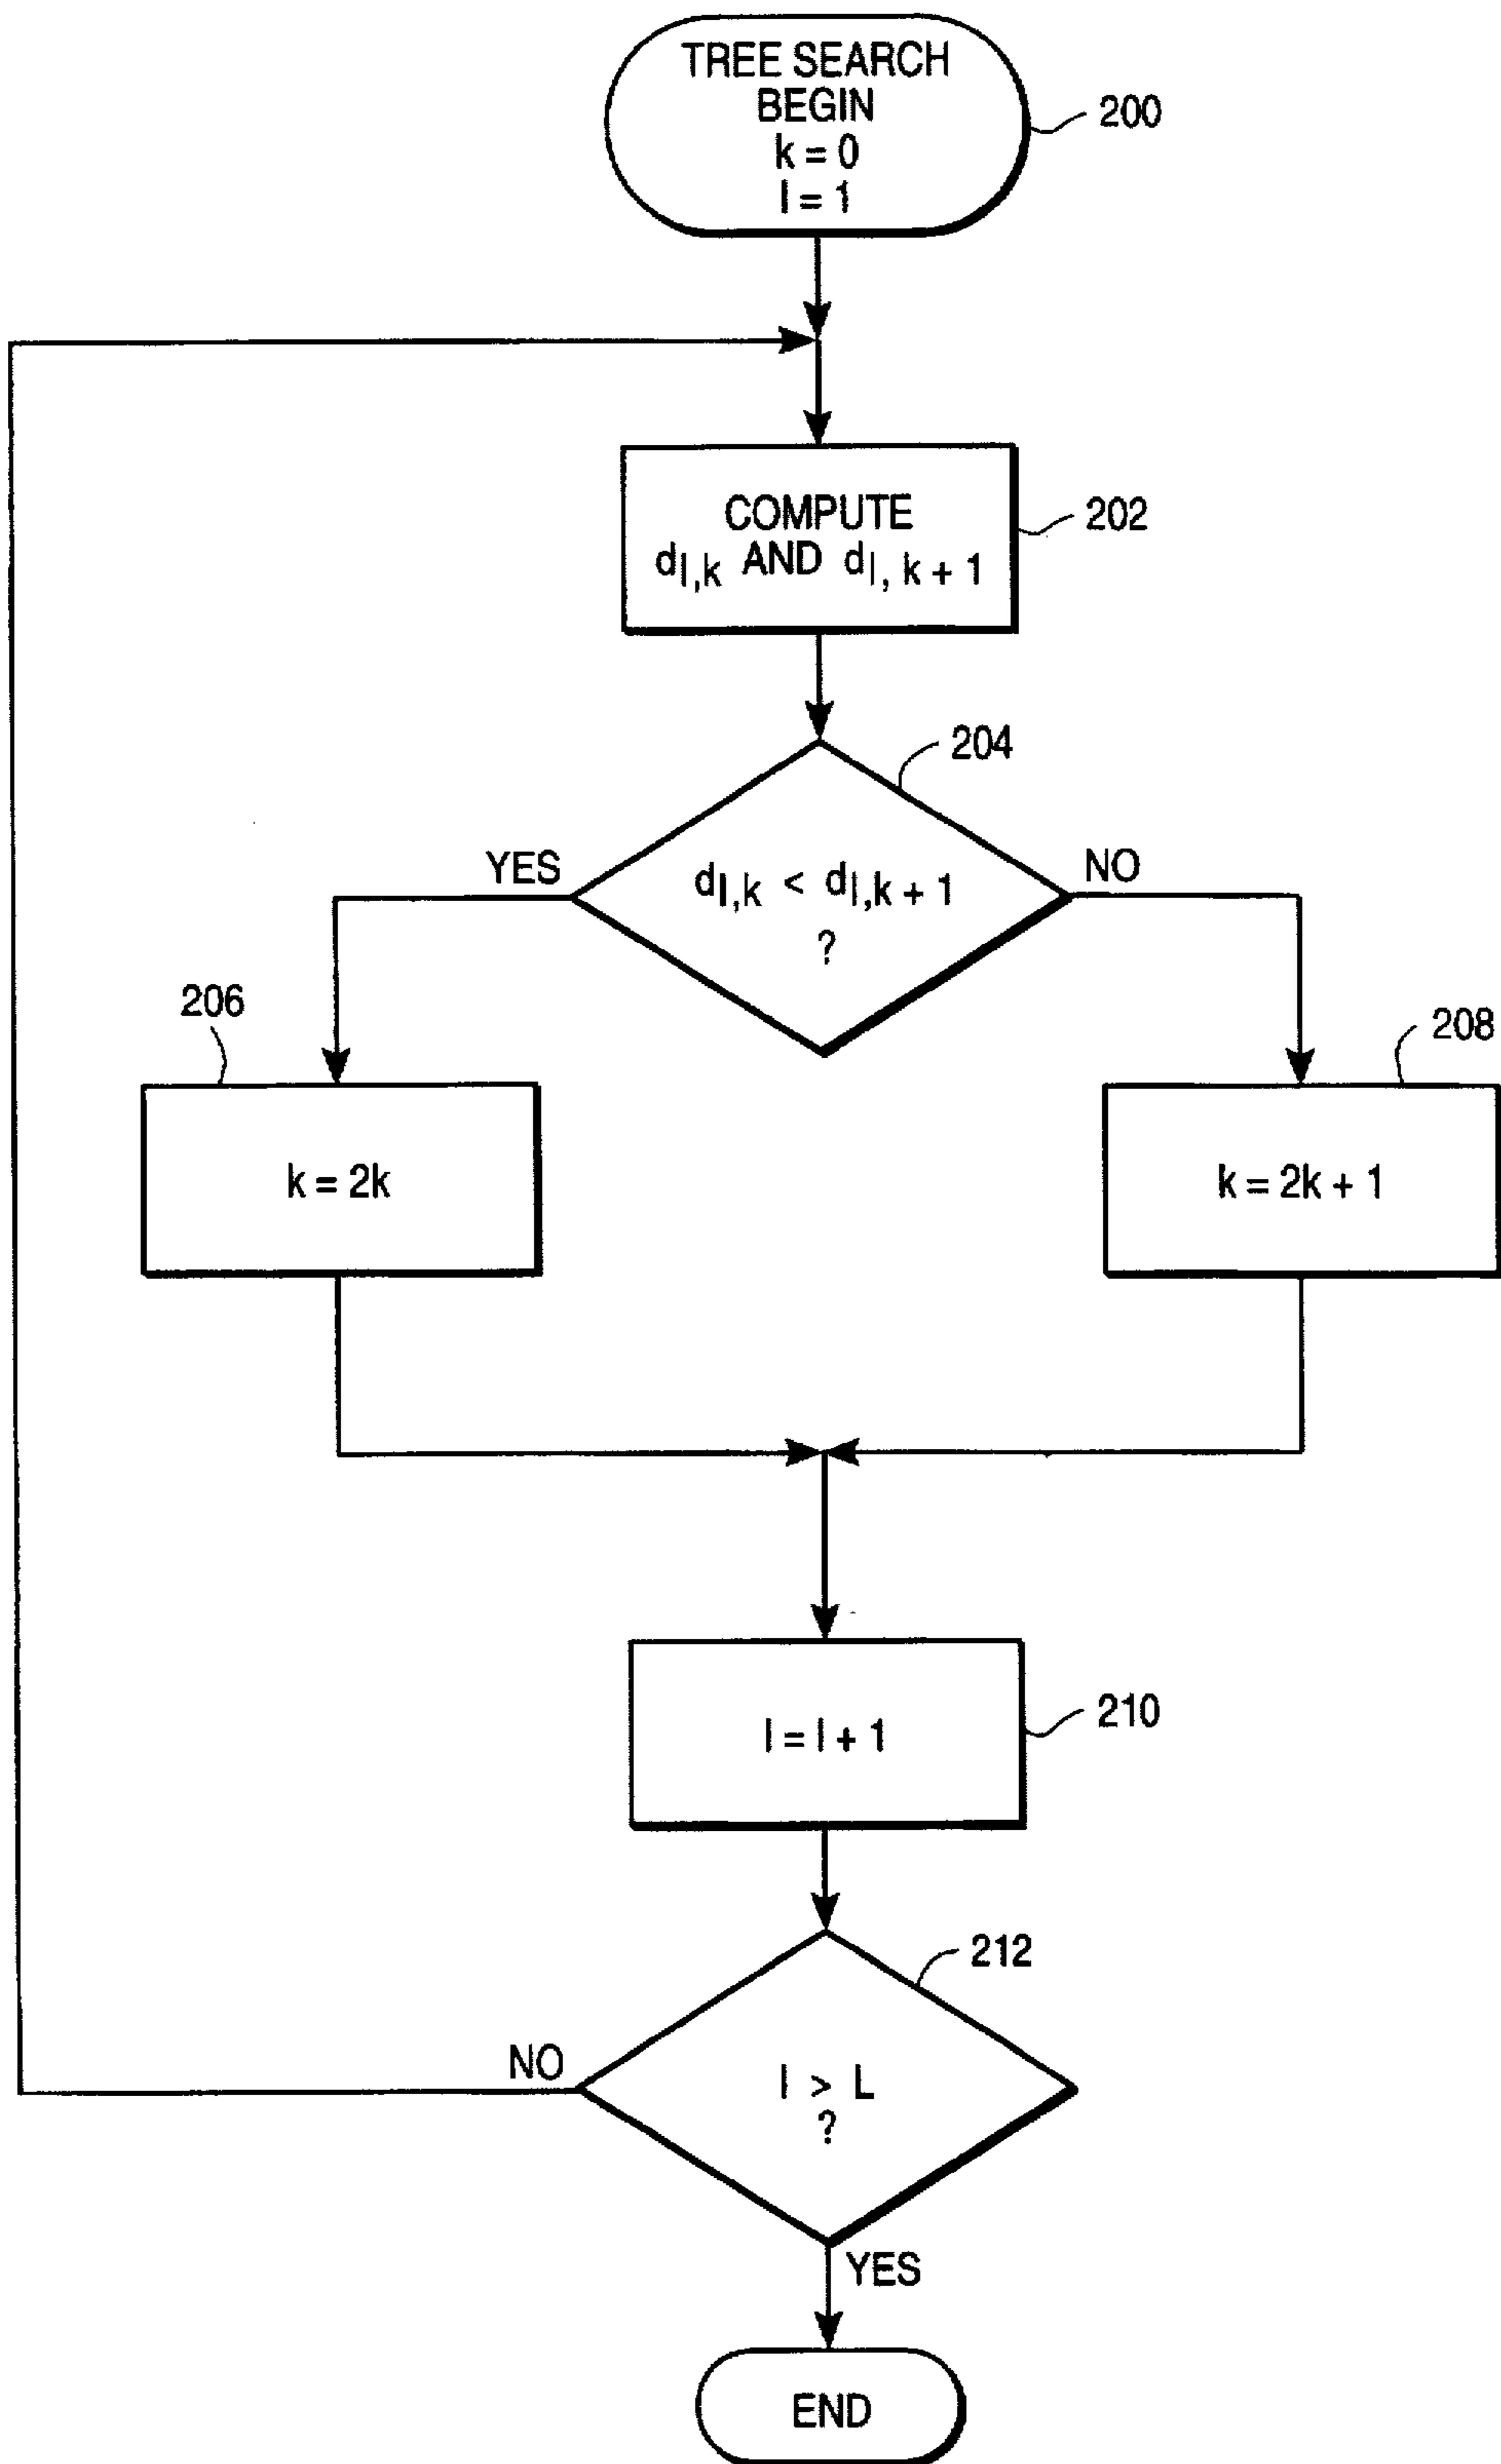 TREE SEARCH
BEGIN
k = 0
l = 1
200
COMPUTE
d l,k AND d l, k + 1
202
204
YES
d l,k < d l,k + 1
?
NO
206
208
k = 2k
k = 2k + 1
l = l + 1
210
212
NO
l > L
?
YES
END